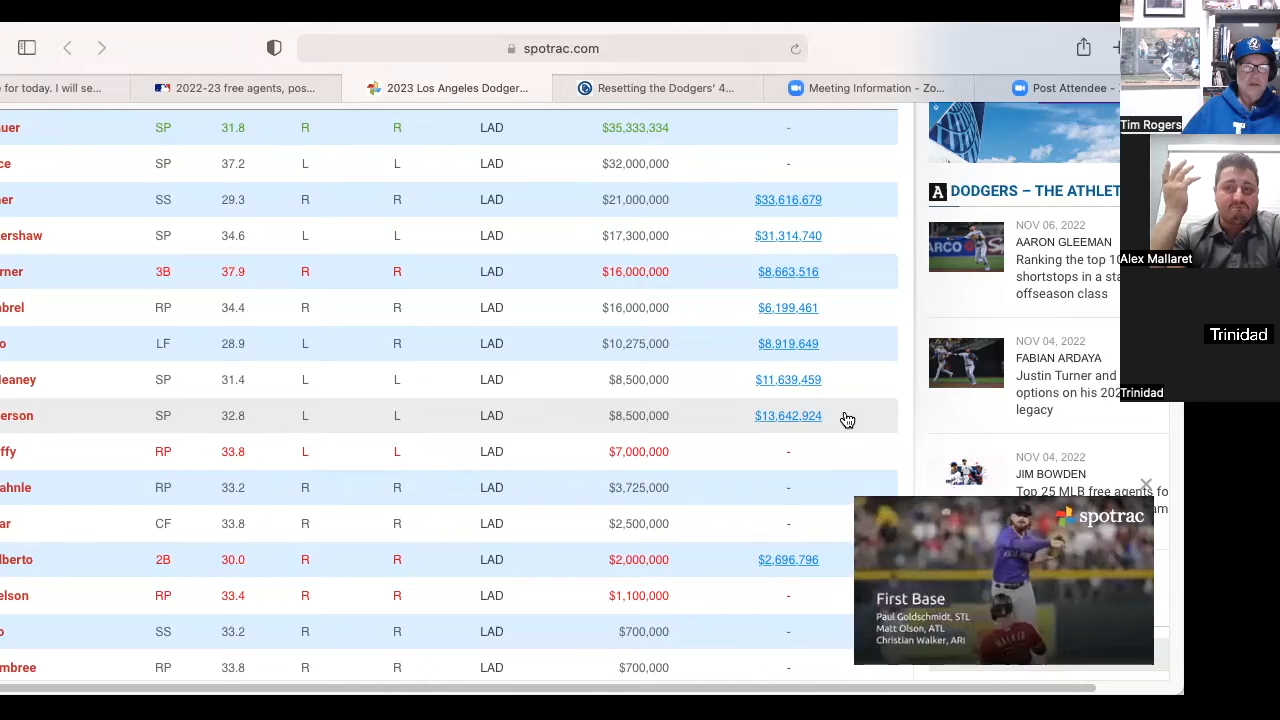 spotrac.com
for today. I will se...
2022-23 free agents, pos...
2023 Los Angeles Dodger...
Resetting the Dodgers' 4...
Meeting Information - Zo...
Post Attendee -
auer SP 31.8 R R LAD $35,333,334 -
ce SP 37.2 L L LAD $32,000,000 -
ner SS 29.3 R R LAD $21,000,000 $33,616,679
ershaw SP 34.6 L L LAD $17,300,000 $31,314,740
rner 3B 37.9 R R LAD $16,000,000 $8,663,516
nbrel RP 34.4 R R LAD $16,000,000 $6,199,461
o LF 28.9 L R LAD $10,275,000 $8,919,649
Heaney SP 31.4 L L LAD $8,500,000 $11,639,459
erson SP 32.8 L L LAD $8,500,000 $13,642,924
ffy RP 33.8 L L LAD $7,000,000 -
ahnle RP 33.2 R R LAD $3,725,000 -
ar CF 33.8 R R LAD $2,500,000 -
lberto 2B 30.0 R R LAD $2,000,000 $2,696,796
elson RP 33.4 R R LAD $1,100,000 -
o SS 33.2 R R LAD $700,000 -
mbree RP 33.8 R R LAD $700,000 -
A DODGERS – THE ATHLET
NOV 06, 2022
AARON GLEEMAN
Ranking the top 10
shortstops in a sta
offseason class
NOV 04, 2022
FABIAN ARDAYA
Justin Turner and
options on his 202
legacy
NOV 04, 2022
JIM BOWDEN
Top 25 MLB free agents fo
am
spotrac
First Base
Paul Goldschmidt, STL
Matt Olson, ATL
Christian Walker, ARI
Tim Rogers
Alex Mallaret
Trinidad
Trinidad